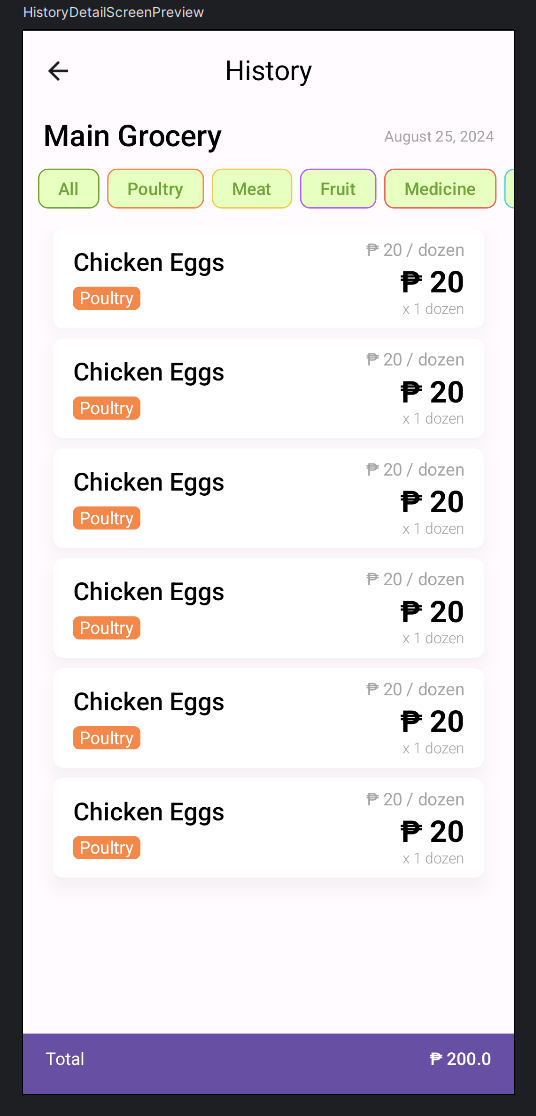 HistoryDetailScreenPreview
History
Main Grocery
August 25, 2024
All Poultry Meat Fruit Medicine
Chicken Eggs
Poultry
₱ 20 / dozen
₱ 20
x 1 dozen
Chicken Eggs
Poultry
₱ 20 / dozen
₱ 20
x 1 dozen
Chicken Eggs
Poultry
₱ 20 / dozen
₱ 20
x 1 dozen
Chicken Eggs
Poultry
₱ 20 / dozen
₱ 20
x 1 dozen
Chicken Eggs
Poultry
₱ 20 / dozen
₱ 20
x 1 dozen
Chicken Eggs
Poultry
₱ 20 / dozen
₱ 20
x 1 dozen
Total ₱ 200.0